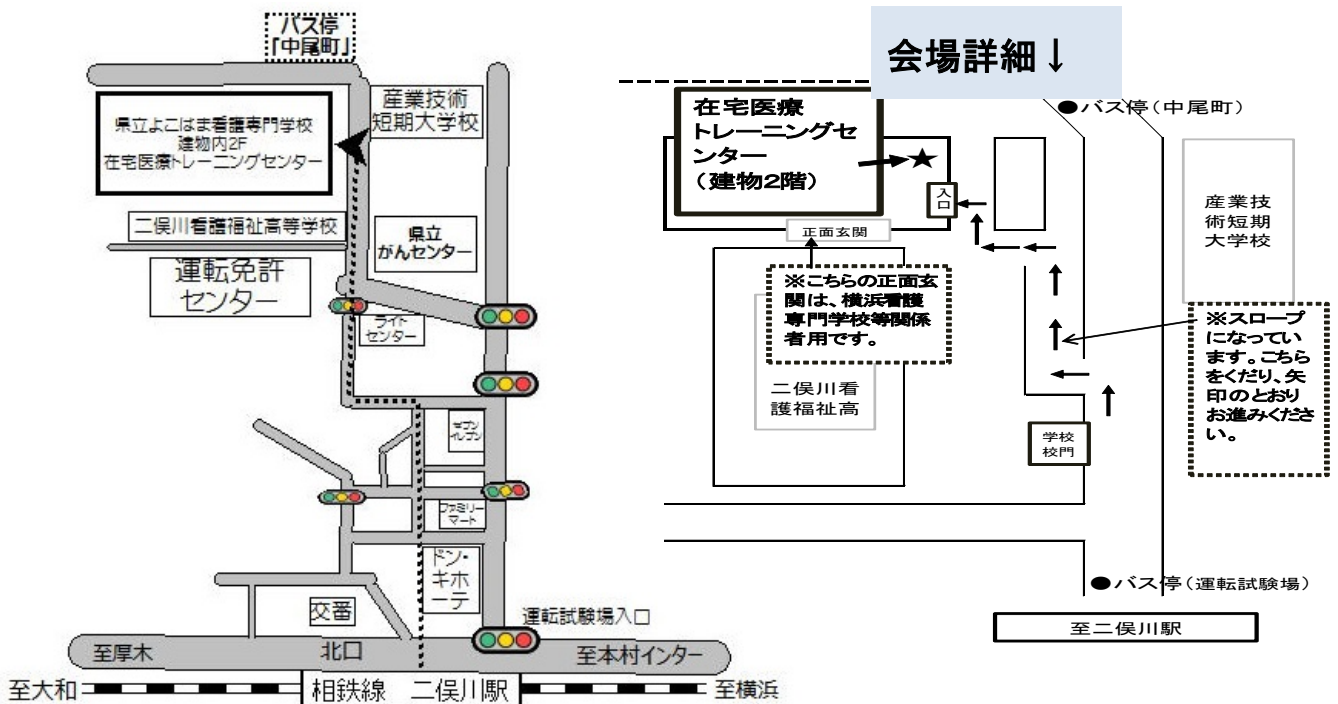 バス停
「中尾町」
産業技術
短期大学校
県立よこはま看護専門学校
建物内2F
在宅医療トレーニングセンター
二俣川看護福祉高等学校
県立
がんセンター
運転免許
センター
ライト
センター
セブン
イレブン
ファミリー
マート
ドン・
キホ
ーテ
交番
運転試験場入口
至厚木
北口
至本村インター
至大和
相鉄線 二俣川駅
至横浜
会場詳細↓
在宅医療
トレーニングセ
ンター
(建物2階)
★
入
口
正面玄関
※こちらの正面玄
関は、横浜看護
専門学校等関係
者用です。
二俣川看
護福祉高
●バス停(中尾町)
産業技
術短期
大学校
※スロープ
になってい
ます。こちら
をくだり、矢
印のとおり
お進みくださ
い。
学校
校門
●バス停(運転試験場)
至二俣川駅